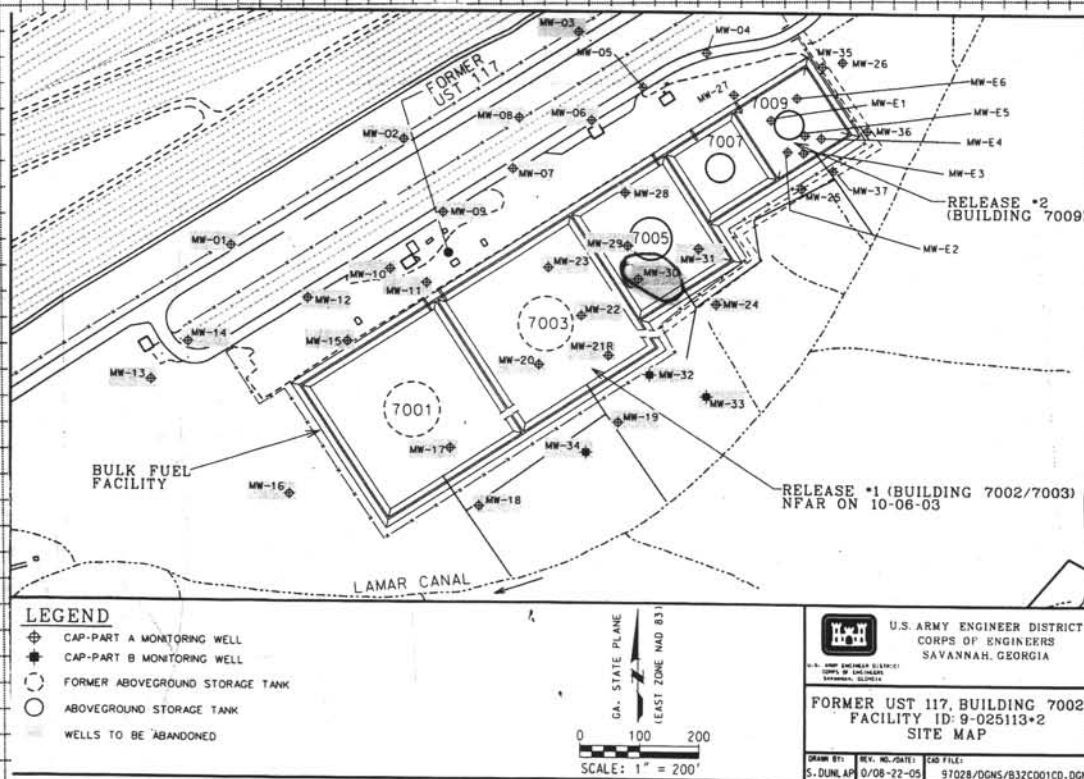 MW-03
MW-04
MW-05
FORMER
UST 117
MW-35
MW-26
MW-27
7009
MW-E6
MW-E1
MW-E5
MW-08
MW-06
MW-02
MW-36
MW-E4
7007
MW-07
MW-E3
MW-37
MW-28
MW-25
RELEASE *2
(BUILDING 7009
MW-09
7005
MW-01
MW-29
MW-31
MW-E2
MW-10
MW-23
MW-30
MW-11
MW-12
MW-24
MW-22
7003
MW-14
MW-15
MW-21R
MW-20
MW-13
MW-32
MW-33
7001
MW-19
MW-17
MW-34
BULK FUEL
FACILITY
MW-16
MW-18
RELEASE *1 (BUILDING 7002/7003)
NFAR ON 10-06-03
LAMAR CANAL
LEGEND
CAP-PART A MONITORING WELL
CAP-PART B MONITORING WELL
FORMER ABOVEGROUND STORAGE TANK
ABOVEGROUND STORAGE TANK
WELLS TO BE ABANDONED
GA. STATE PLANE
(EAST ZONE NAD 83)
0 100 200
SCALE: 1" = 200'
U.S. ARMY ENGINEER DISTRICT
CORPS OF ENGINEERS
SAVANNAH, GEORGIA
U.S. ARMY ENGINEER DISTRICT
CORPS OF ENGINEERS
SAVANNAH, GEORGIA
FORMER UST 117, BUILDING 7002
FACILITY ID: 9-025113*2
SITE MAP
DRAWN BY:
S. DUNLAP
REV. NO./DATE:
0/08-22-05
CAD FILE:
97028/DGNS/B32C001CD.DG